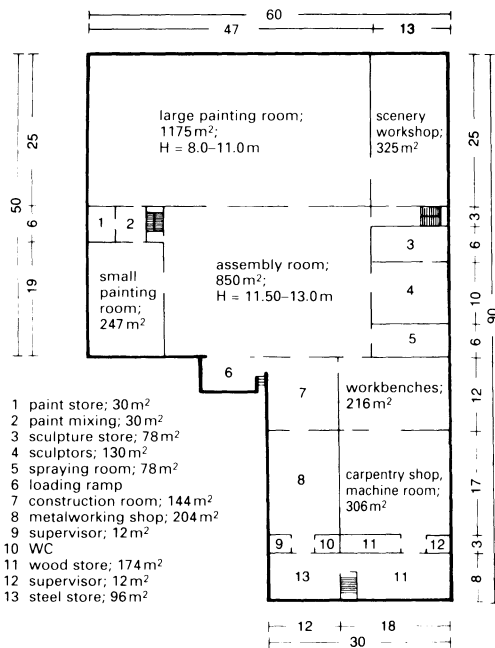 60
47
13
large painting room;
1175 m²;
H = 8.0–11.0 m
scenery
workshop;
325 m²
50
25
6
19
25
3
6
10
6
12
17
3
8
90
1
2
3
4
5
small
painting
room;
247 m²
assembly room;
850 m²;
H = 11.50–13.0 m
6
7
workbenches;
216 m²
8
carpentry shop,
machine room;
306 m²
9
10
11
12
13
11
12
18
30
1 paint store; 30 m²
2 paint mixing; 30 m²
3 sculpture store; 78 m²
4 sculptors; 130 m²
5 spraying room; 78 m²
6 loading ramp
7 construction room; 144 m²
8 metalworking shop; 204 m²
9 supervisor; 12 m²
10 WC
11 wood store; 174 m²
12 supervisor; 12 m²
13 steel store; 96 m²